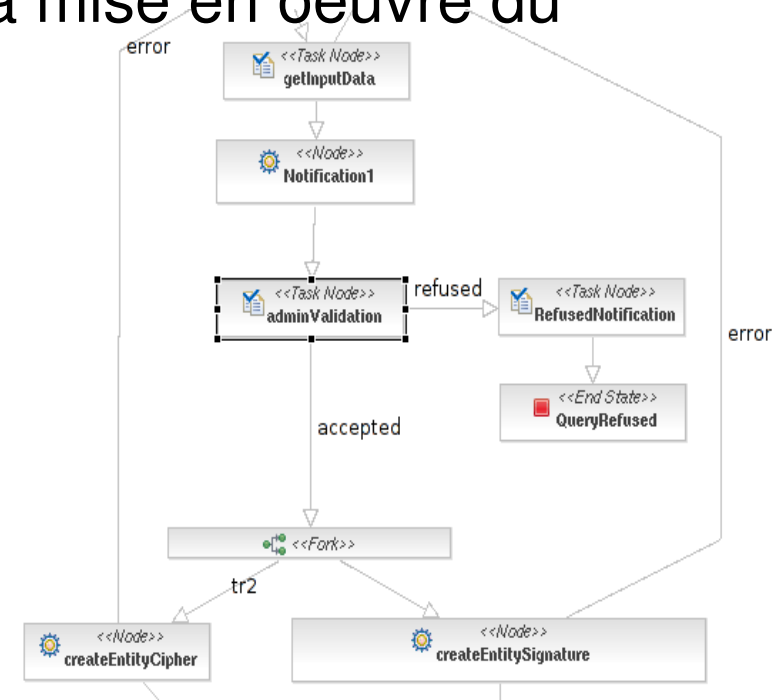 a mise en oeuvre du
error
<<Task Node>>
getInputData
<<Node>>
Notification1
<<Task Node>>
adminValidation
refused
<<Task Node>>
RefusedNotification
error
<<End State>>
QueryRefused
accepted
<<Fork>>
tr2
<<Node>>
createEntityCipher
<<Node>>
createEntitySignature